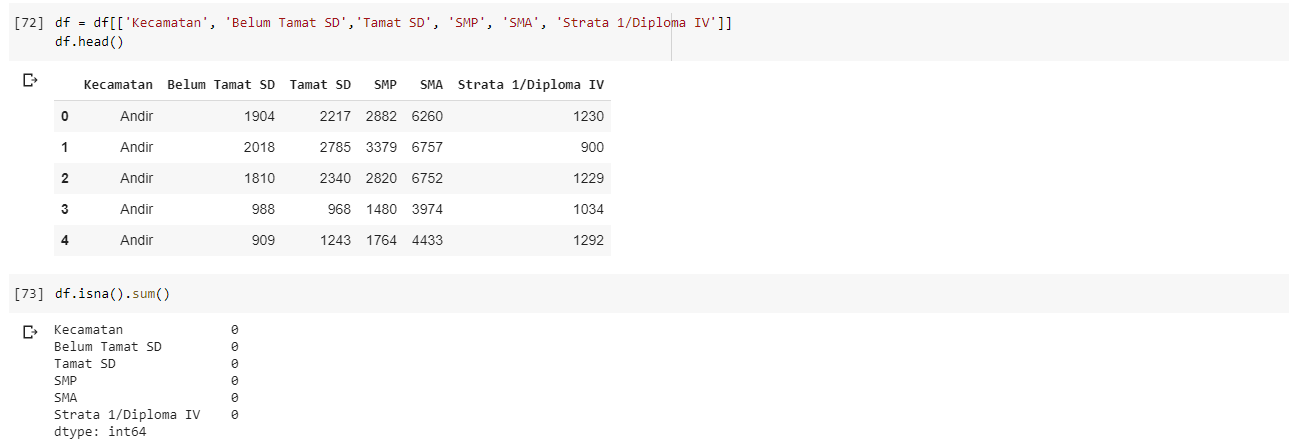 [72] df = df[['Kecamatan', 'Belum Tamat SD','Tamat SD', 'SMP', 'SMA', 'Strata 1/Diploma IV']]
df.head()
Kecamatan Belum Tamat SD Tamat SD SMP SMA Strata 1/Diploma IV
0 Andir 1904 2217 2882 6260 1230
1 Andir 2018 2785 3379 6757 900
2 Andir 1810 2340 2820 6752 1229
3 Andir 988 968 1480 3974 1034
4 Andir 909 1243 1764 4433 1292
[73] df.isna().sum()
Kecamatan 0
Belum Tamat SD 0
Tamat SD 0
SMP 0
SMA 0
Strata 1/Diploma IV 0
dtype: int64